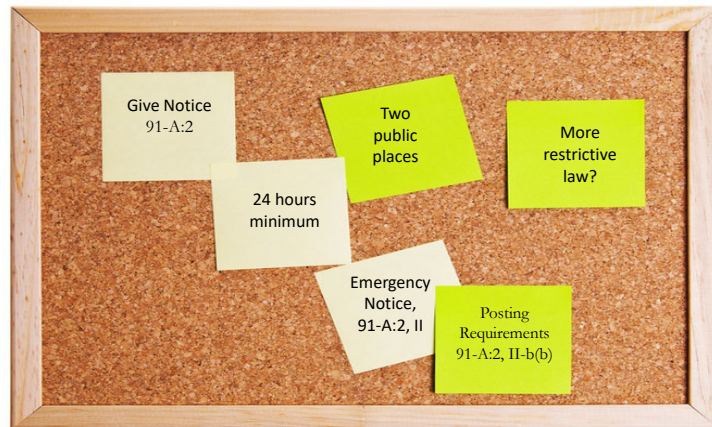 Give Notice
91-A:2
24 hours
minimum
Two
public
places
More
restrictive
law?
Emergency
Notice,
91-A:2, II
Posting
Requirements
91-A:2, II-b(b)